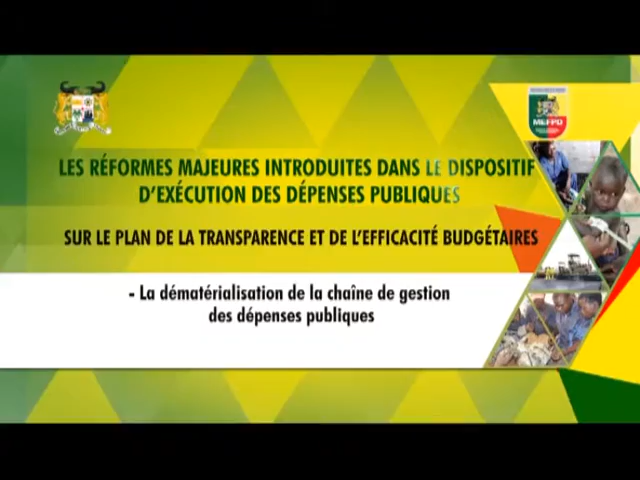 MEFPD
LES RÉFORMES MAJEURES INTRODUITES DANS LE DISPOSITIF
D'EXÉCUTION DES DÉPENSES PUBLIQUES
SUR LE PLAN DE LA TRANSPARENCE ET DE L'EFFICACITÉ BUDGÉTAIRES
- La dématérialisation de la chaîne de gestion
des dépenses publiques